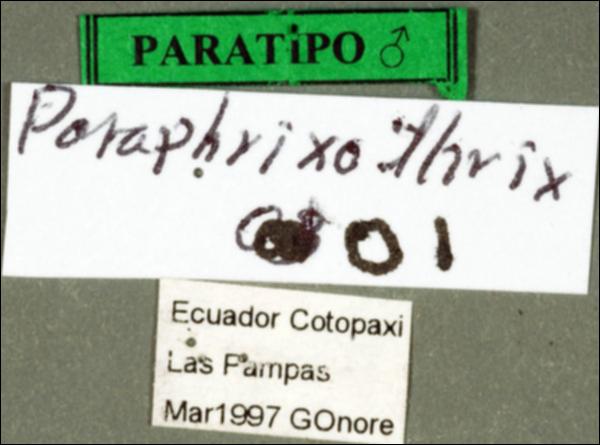 PARATiPO ♂
Paraphrixothrix
001
Ecuador Cotopaxi
Las Pampas
Mar1997 GOnore